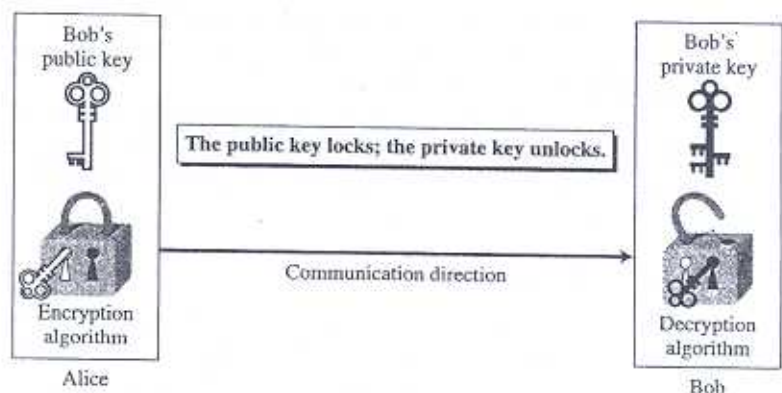 Bob's
public key
Bob's
private key
The public key locks; the private key unlocks.
Communication direction
Encryption
algorithm
Decryption
algorithm
Alice
Bob